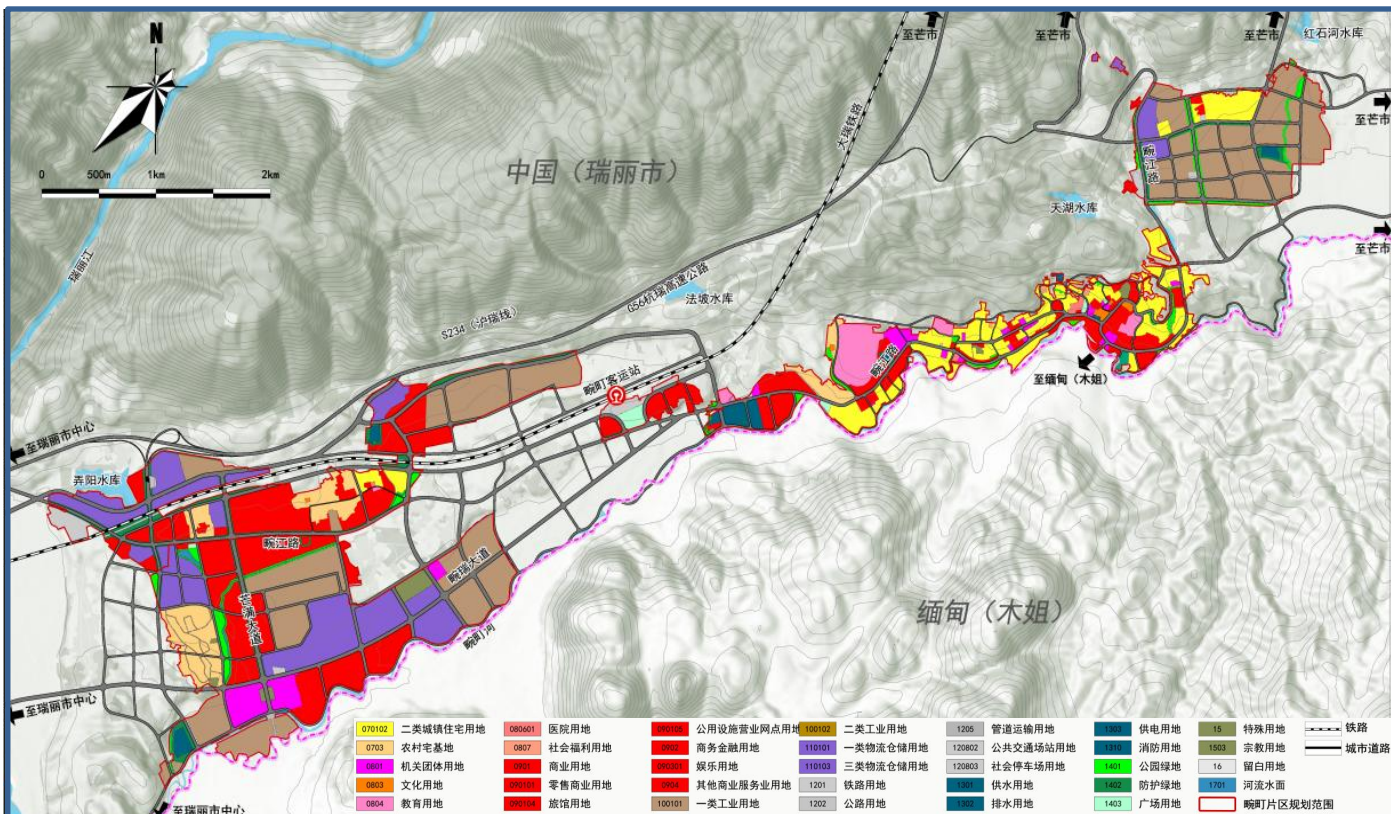 至芒市
至芒市
至芒市
红石河水库
N
至芒市
大瑞铁路
0 500m 1km 2km
中国（瑞丽市）
畹江路
天湖水库
瑞丽江
至芒市
G56杭瑞高速公路
法坡水库
S234（沪瑞线）
畹江路
畹町客运站
至缅甸（木姐）
至瑞丽市中心
弄阳水库
畹江路
畹瑞大道
芒满大道
缅甸（木姐）
畹町河
至瑞丽市中心
至瑞丽市中心
070102 二类城镇住宅用地 080601 医院用地 090105 公用设施营业网点用地 100102 二类工业用地 1205 管道运输用地 1303 供电用地 15 特殊用地 铁路
0703 农村宅基地 0807 社会福利用地 0902 商务金融用地 110101 一类物流仓储用地 120802 公共交通场站用地 1310 消防用地 1503 宗教用地 城市道路
0801 机关团体用地 0901 商业用地 090301 娱乐用地 110103 三类物流仓储用地 120803 社会停车场用地 1401 公园绿地 16 留白用地
0803 文化用地 090101 零售商业用地 0904 其他商业服务业用地 1201 铁路用地 1301 供水用地 1402 防护绿地 1701 河流水面
0804 教育用地 090104 旅馆用地 100101 一类工业用地 1202 公路用地 1302 排水用地 1403 广场用地 畹町片区规划范围